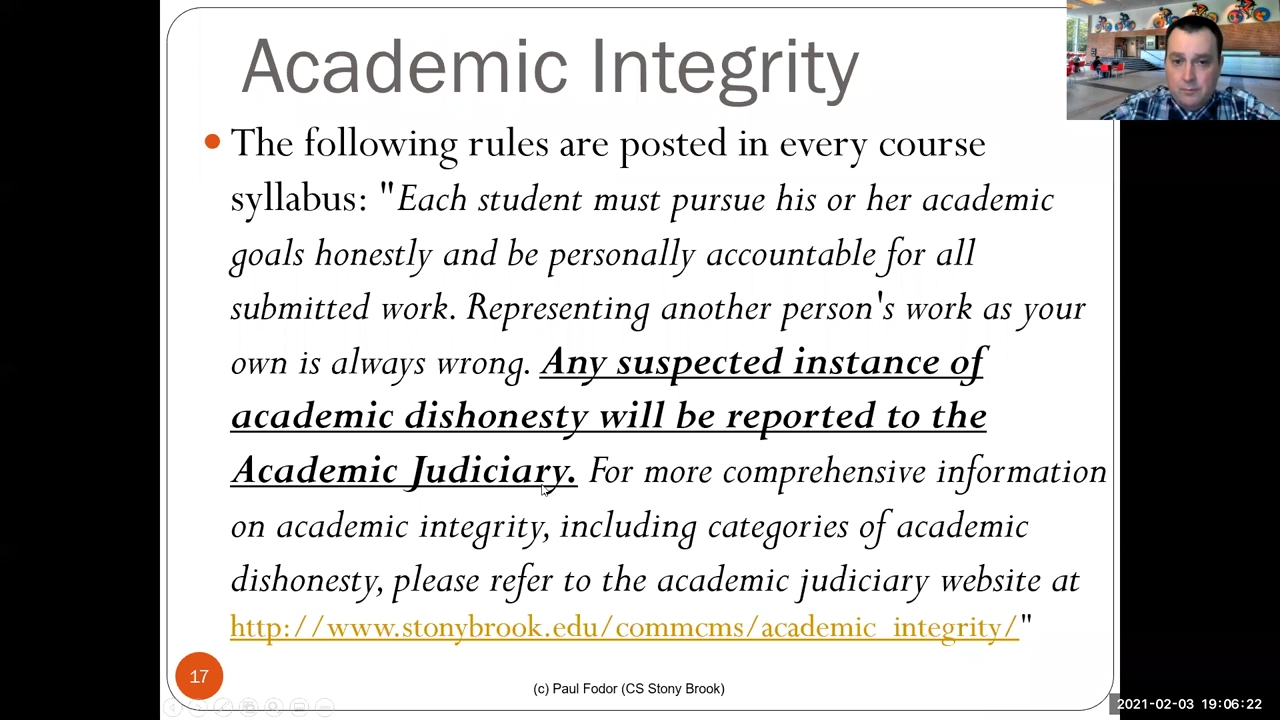 Academic Integrity
The following rules are posted in every course
syllabus: "Each student must pursue his or her academic
goals honestly and be personally accountable for all
submitted work. Representing another person's work as your
own is always wrong. Any suspected instance of
academic dishonesty will be reported to the
Academic Judiciary. For more comprehensive information
on academic integrity, including categories of academic
dishonesty, please refer to the academic judiciary website at
http://www.stonybrook.edu/commcms/academic_integrity/"
17
(c) Paul Fodor (CS Stony Brook)
2021-02-03 19:06:22